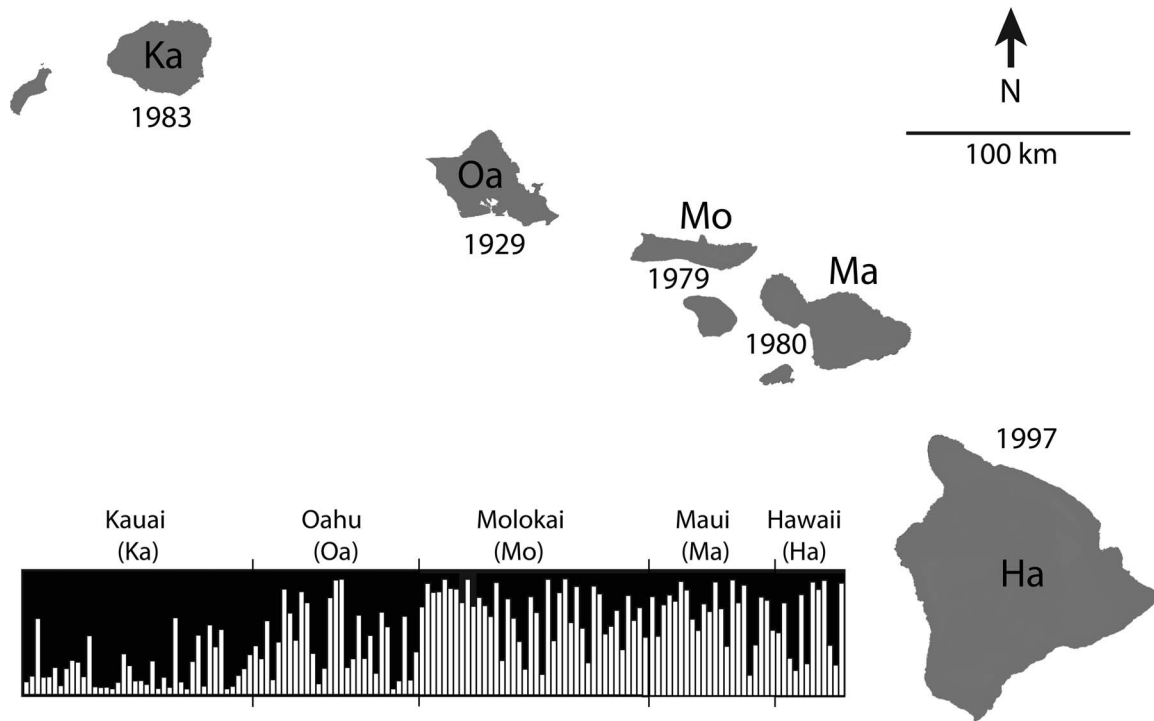 Ka
1983
Oa
1929
Mo
1979
Ma
1980
N
100 km
1997
Ha
Kauai
(Ka)
Oahu
(Oa)
Molokai
(Mo)
Maui
(Ma)
Hawaii
(Ha)